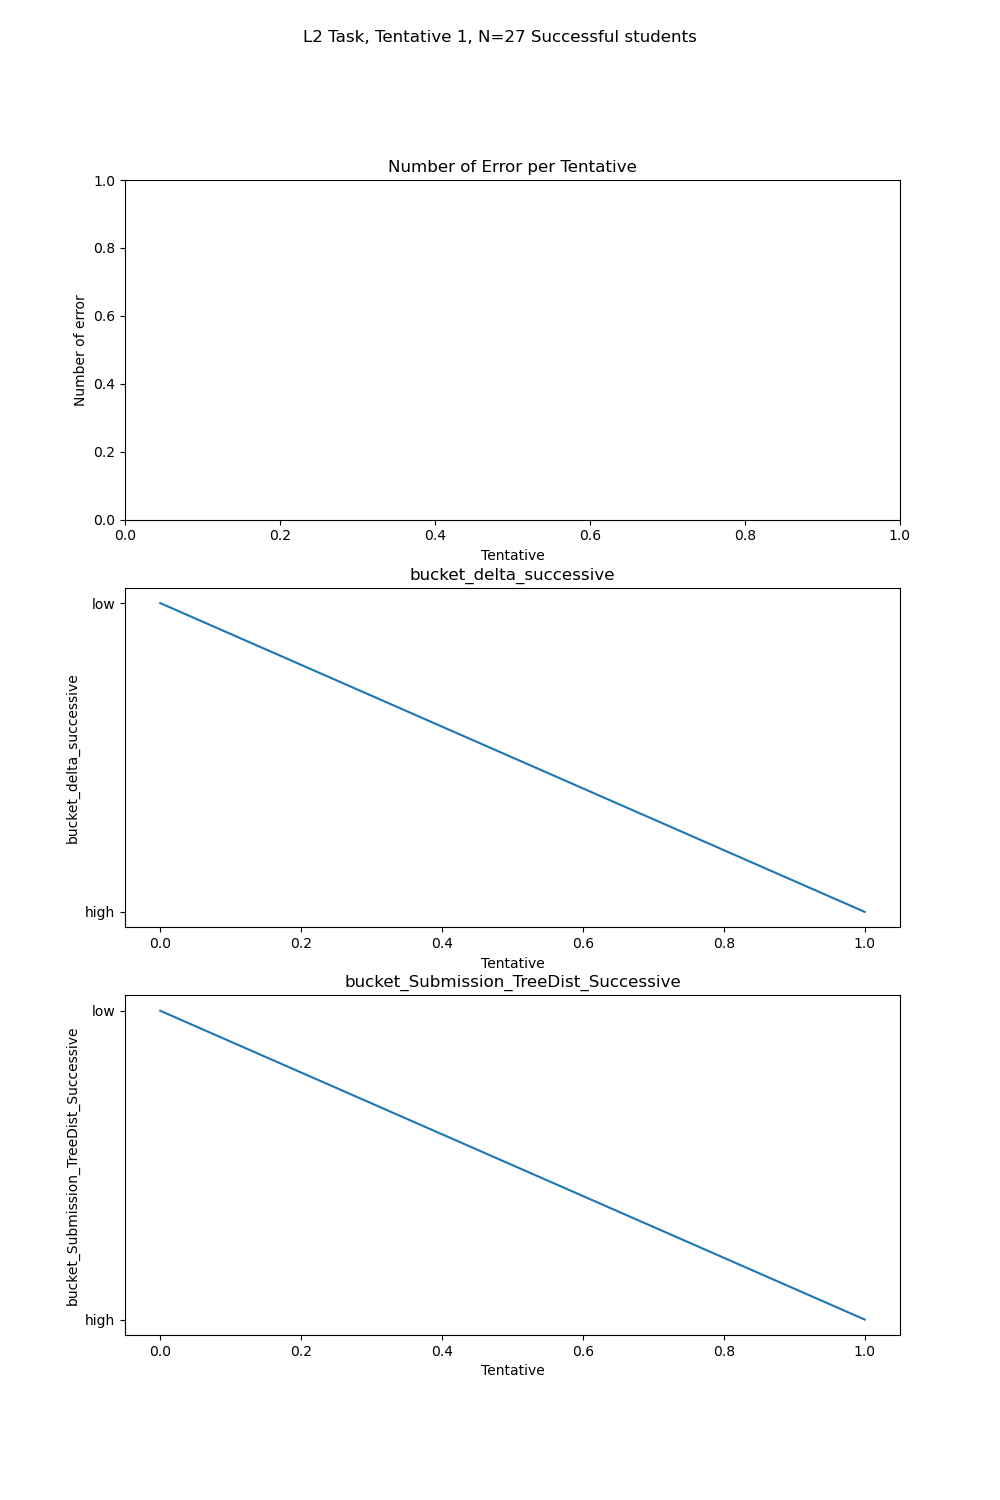 L2 Task, Tentative 1, N=27 Successful students
Number of Error per Tentative
1.0
0.8
0.6
0.4
0.2
0.0
Number of error
0.0 0.2 0.4 0.6 0.8 1.0
Tentative
bucket_delta_successive
low
high
bucket_delta_successive
0.0 0.2 0.4 0.6 0.8 1.0
Tentative
bucket_Submission_TreeDist_Successive
low
high
bucket_Submission_TreeDist_Successive
0.0 0.2 0.4 0.6 0.8 1.0
Tentative